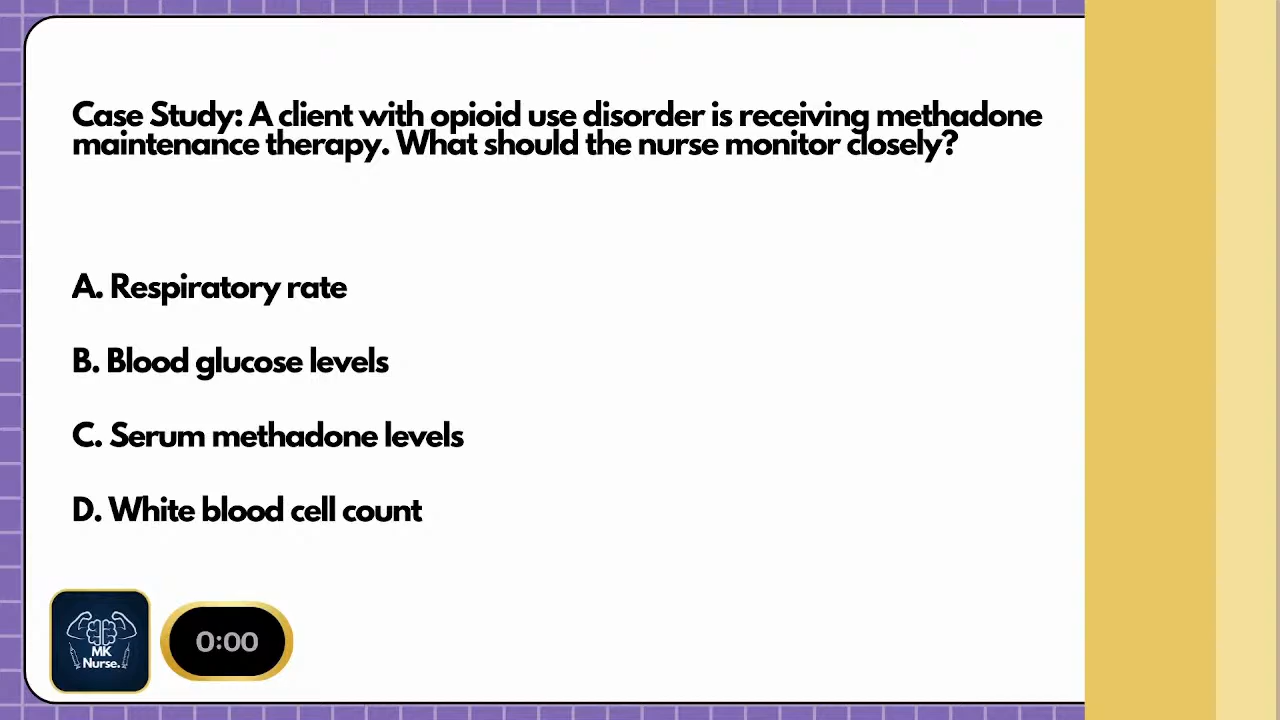 Case Study: A client with opioid use disorder is receiving methadone
maintenance therapy. What should the nurse monitor closely?
A. Respiratory rate
B. Blood glucose levels
C. Serum methadone levels
D. White blood cell count
MK
Nurse.
0:00